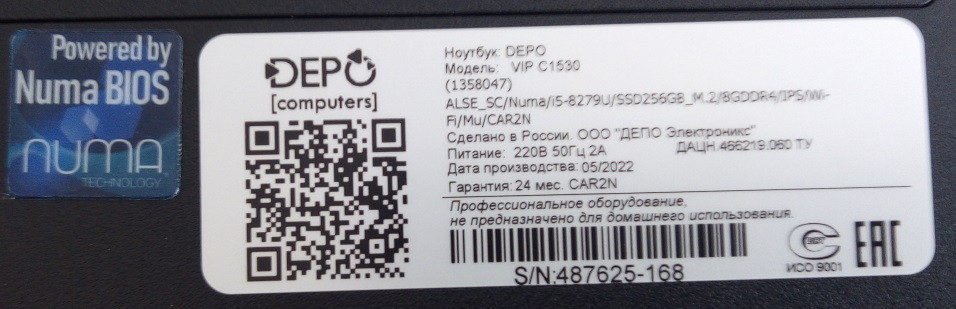 Powered by
Numa BIOS
NUMA
TECHNOLOGY
DEPO
[computers]
Ноутбук: DEPO
Модель: VIP C1530
(1358047)
ALSE_SC/Numa/i5-8279U/SSD256GB_M.2/8GDDR4/IPS/Wi-
Fi/Mu/CAR2N
Сделано в России. ООО "ДЕПО Электроникс"
Питание: 220В 50Гц 2А ДАЦН.466219.060 ТУ
Дата производства: 05/2022
Гарантия: 24 мес. CAR2N
Профессиональное оборудование,
не предназначено для домашнего использования.
S/N:487625-168
ИСО 9001
EAC